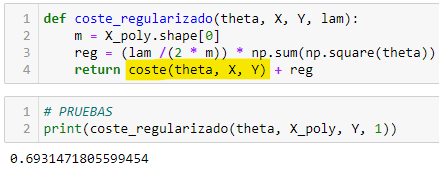 1 def coste_regularizado(theta, X, Y, lam):
2     m = X_poly.shape[0]
3     reg = (lam /(2 * m)) * np.sum(np.square(theta))
4     return coste(theta, X, Y) + reg
1 # PRUEBAS
2 print(coste_regularizado(theta, X_poly, Y, 1))
0.6931471805599454